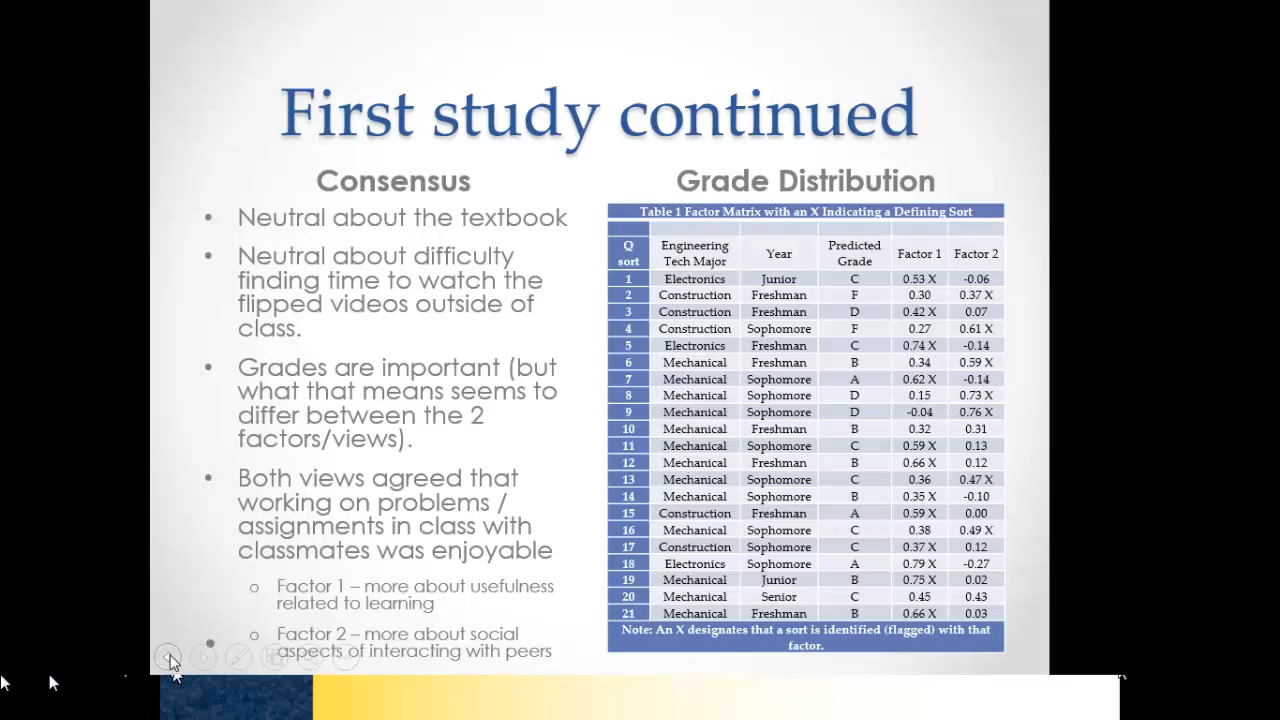 First study continued
Consensus
• Neutral about the textbook
• Neutral about difficulty
finding time to watch the
flipped videos outside of
class.
• Grades are important (but
what that means seems to
differ between the 2
factors/views).
• Both views agreed that
working on problems /
assignments in class with
classmates was enjoyable
o Factor 1 – more about usefulness
related to learning
o Factor 2 – more about social
aspects of interacting with peers
Grade Distribution
Table 1 Factor Matrix with an X Indicating a Defining Sort
Q sort Engineering Tech Major Year Predicted Grade Factor 1 Factor 2
1 Electronics Junior C 0.53 X -0.06
2 Construction Freshman F 0.30 0.37 X
3 Construction Freshman D 0.42 X 0.07
4 Construction Sophomore F 0.27 0.61 X
5 Electronics Freshman C 0.74 X -0.14
6 Mechanical Freshman B 0.34 0.59 X
7 Mechanical Sophomore A 0.62 X -0.14
8 Mechanical Sophomore D 0.15 0.73 X
9 Mechanical Sophomore D -0.04 0.76 X
10 Mechanical Freshman B 0.32 0.31
11 Mechanical Sophomore C 0.59 X 0.13
12 Mechanical Freshman B 0.66 X 0.12
13 Mechanical Sophomore C 0.36 0.47 X
14 Mechanical Sophomore B 0.35 X -0.10
15 Construction Freshman A 0.59 X 0.00
16 Mechanical Sophomore C 0.38 0.49 X
17 Construction Sophomore C 0.37 X 0.12
18 Electronics Sophomore A 0.79 X -0.27
19 Mechanical Junior B 0.75 X 0.02
20 Mechanical Senior C 0.45 0.43
21 Mechanical Freshman B 0.66 X 0.03
Note: An X designates that a sort is identified (flagged) with that
factor.